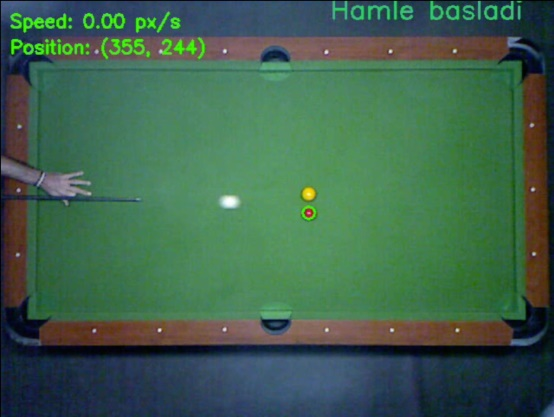 Hamle basladi
Speed: 0.00 px/s
Position: (355, 244)